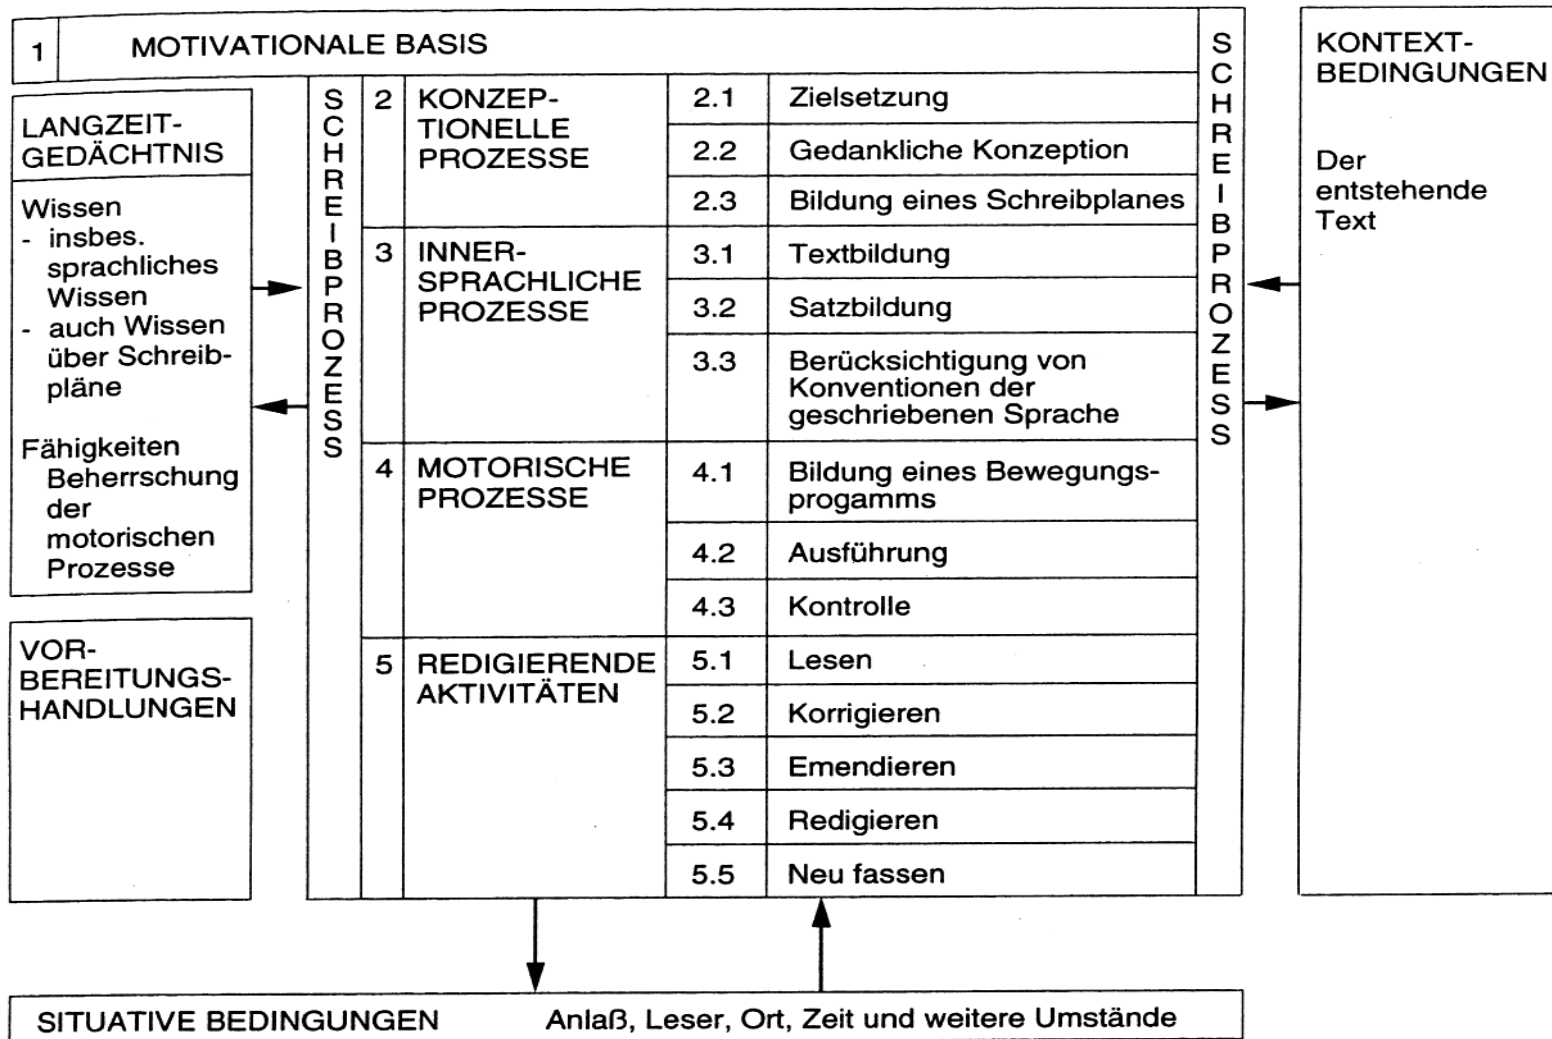 1 MOTIVATIONALE BASIS
LANGZEIT-
GEDÄCHTNIS
Wissen
- insbes.
sprachliches
Wissen
- auch Wissen
über Schreib-
pläne
Fähigkeiten
Beherrschung
der
motorischen
Prozesse
VOR-
BEREITUNGS-
HANDLUNGEN
SCHREIBPROZESS
2 KONZEP-
TIONELLE
PROZESSE
2.1 Zielsetzung
2.2 Gedankliche Konzeption
2.3 Bildung eines Schreibplanes
3 INNER-
SPRACHLICHE
PROZESSE
3.1 Textbildung
3.2 Satzbildung
3.3 Berücksichtigung von
Konventionen der
geschriebenen Sprache
4 MOTORISCHE
PROZESSE
4.1 Bildung eines Bewegungs-
progamms
4.2 Ausführung
4.3 Kontrolle
5 REDIGIERENDE
AKTIVITÄTEN
5.1 Lesen
5.2 Korrigieren
5.3 Emendieren
5.4 Redigieren
5.5 Neu fassen
SCHREIBPROZESS
KONTEXT-
BEDINGUNGEN
Der
entstehende
Text
SITUATIVE BEDINGUNGEN Anlaß, Leser, Ort, Zeit und weitere Umstände